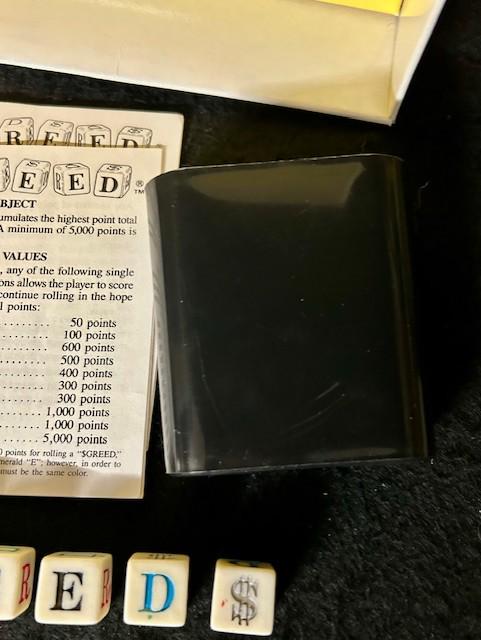 REED
$ $
EED ® ™
BJECT
umulates the highest point total
A minimum of 5,000 points is
VALUES
, any of the following single
ons allows the player to score
continue rolling in the hope
l points:
........ 50 points
........ 100 points
........ 600 points
........ 500 points
........ 400 points
........ 300 points
........ 300 points
........ 1,000 points
........ 1,000 points
........ 5,000 points
0 points for rolling a "$GREED,"
merald "E"; however, in order to
must be the same color.
R E R D $